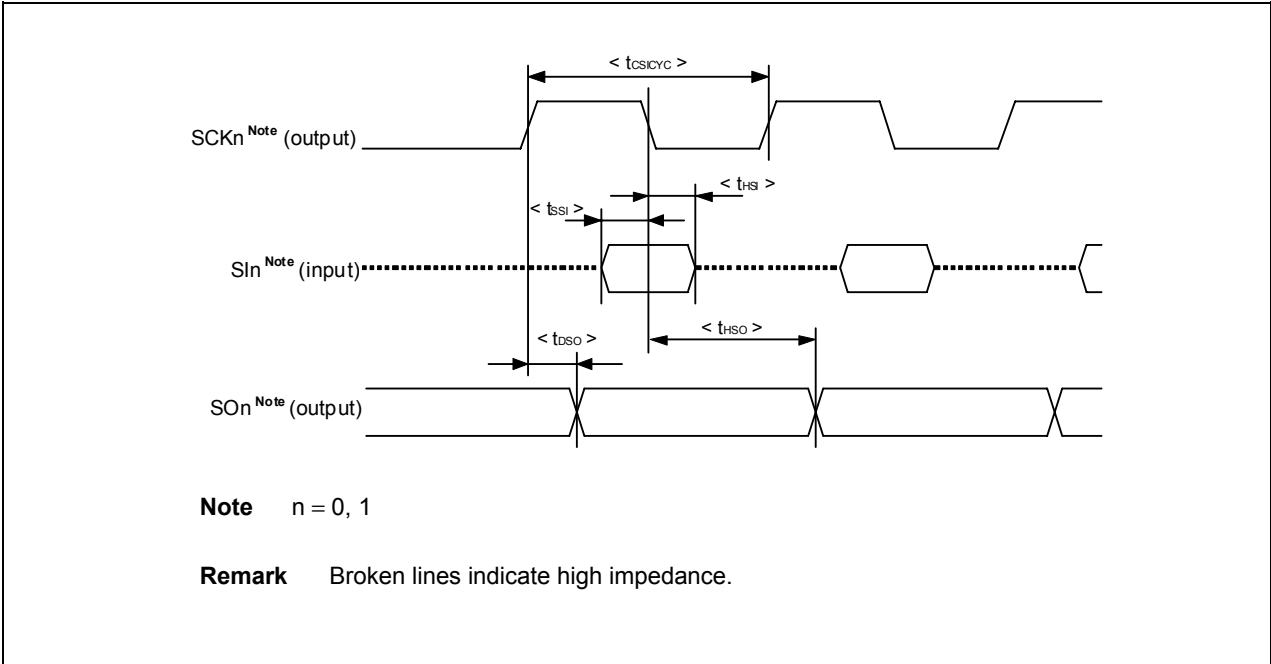 < tCSICYC >
SCKn Note (output)
< tHSI >
< tSSI >
SIn Note (input)
< tHSO >
< tDSO >
SOn Note (output)
Note n = 0, 1
Remark Broken lines indicate high impedance.